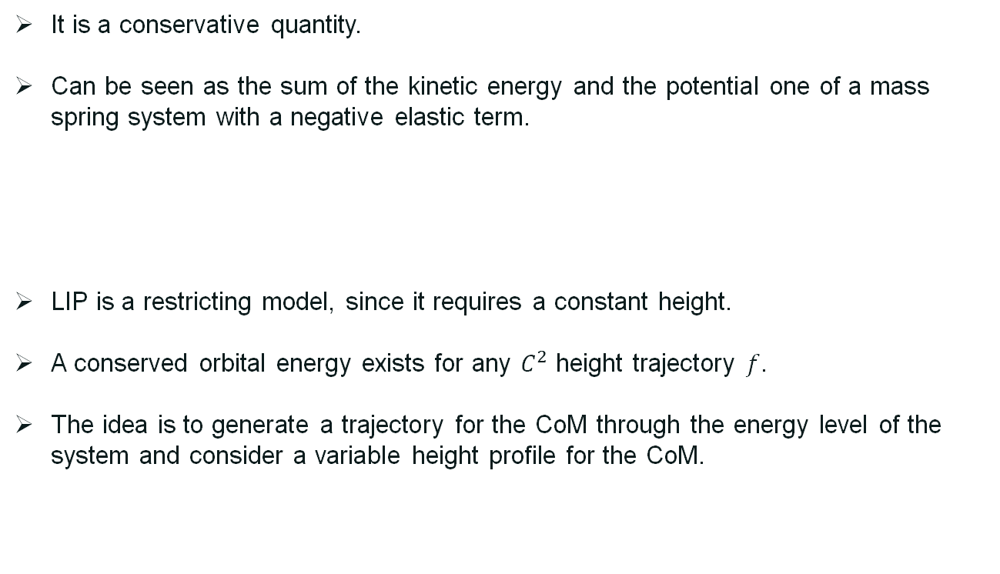 ➢ It is a conservative quantity.
➢ Can be seen as the sum of the kinetic energy and the potential one of a mass
spring system with a negative elastic term.
➢ LIP is a restricting model, since it requires a constant height.
➢ A conserved orbital energy exists for any C² height trajectory f.
➢ The idea is to generate a trajectory for the CoM through the energy level of the
system and consider a variable height profile for the CoM.